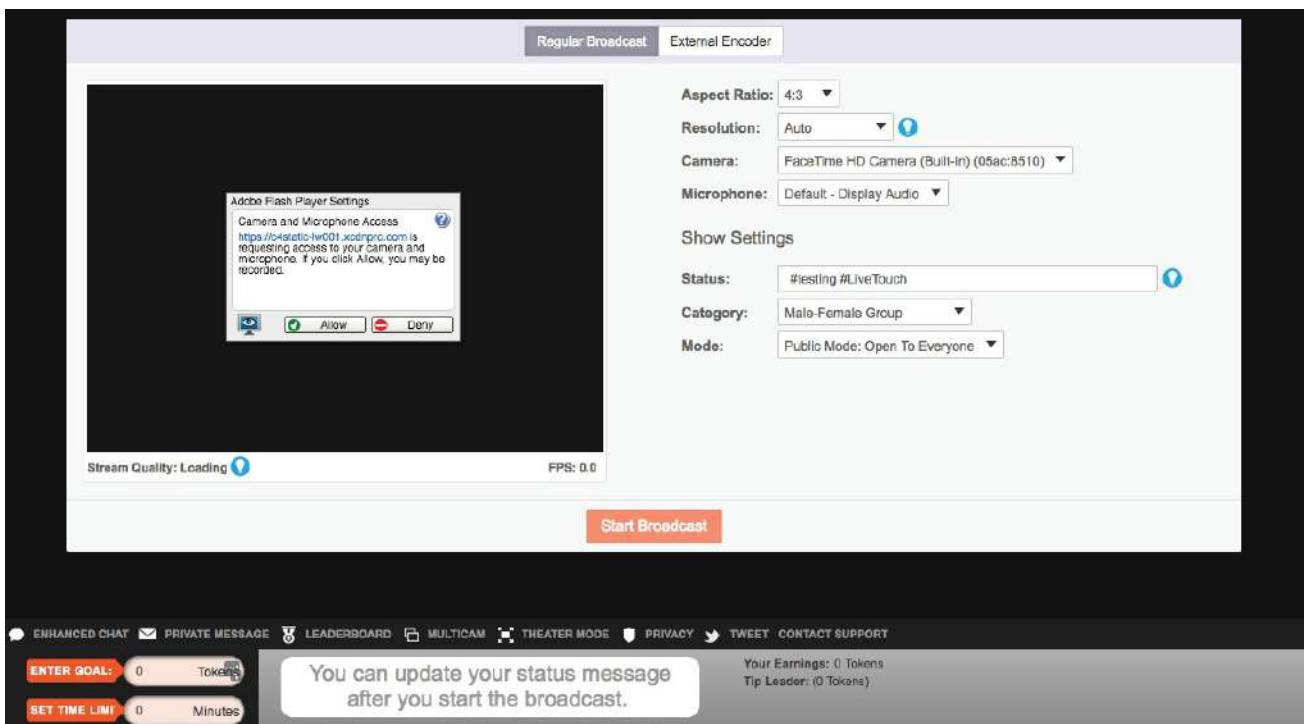 Regular Broadcast External Encoder
Aspect Ratio: 4:3
Resolution: Auto
Camera: FaceTime HD Camera (Built-in) (05ac:8510)
Microphone: Default - Display Audio
Adobe Flash Player Settings
Camera and Microphone Access
https://c4static-lw001.xcdnpro.com is
requesting access to your camera and
microphone. If you click Allow, you may be
recorded.
Allow Deny
Show Settings
Status: #testing #LiveTouch
Category: Male-Female Group
Mode: Public Mode: Open To Everyone
Stream Quality: Loading FPS: 0.0
Start Broadcast
ENHANCED CHAT PRIVATE MESSAGE LEADERBOARD MULTICAM THEATER MODE PRIVACY TWEET CONTACT SUPPORT
ENTER GOAL: 0 Tokens
SET TIME LIMI 0 Minutes
You can update your status message
after you start the broadcast.
Your Earnings: 0 Tokens
Tip Leader: (0 Tokens)